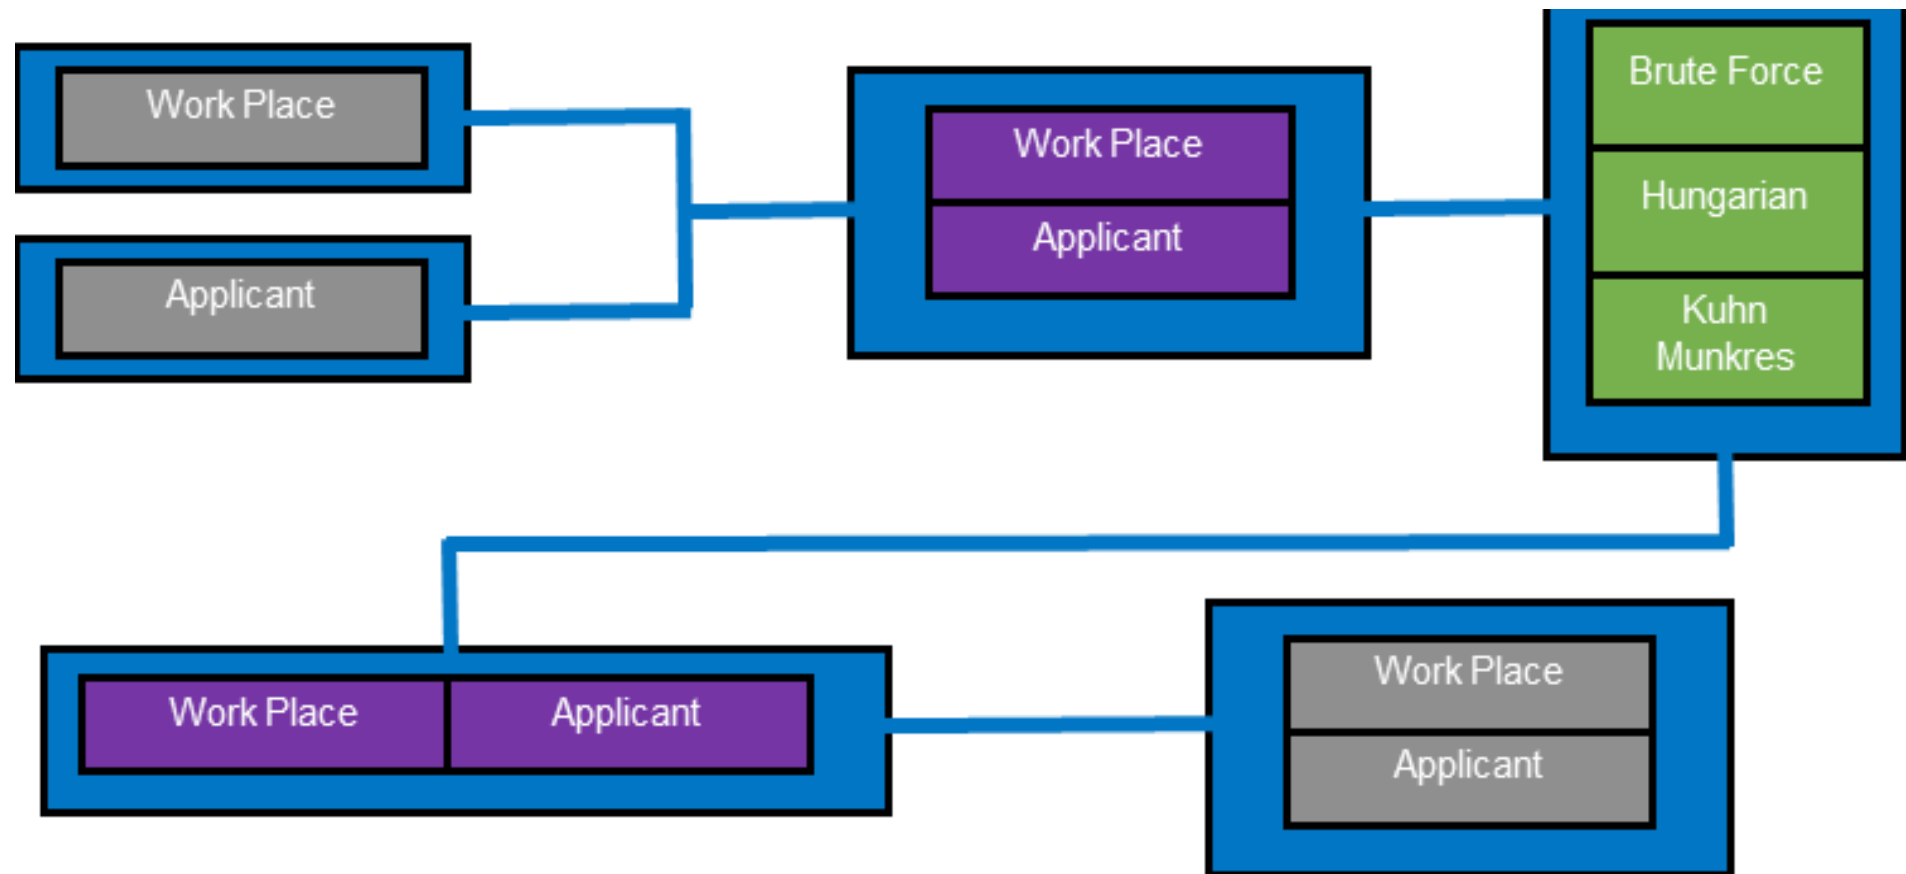 Work Place
Applicant
Work Place
Applicant
Brute Force
Hungarian
Kuhn
Munkres
Work Place
Applicant
Work Place
Applicant